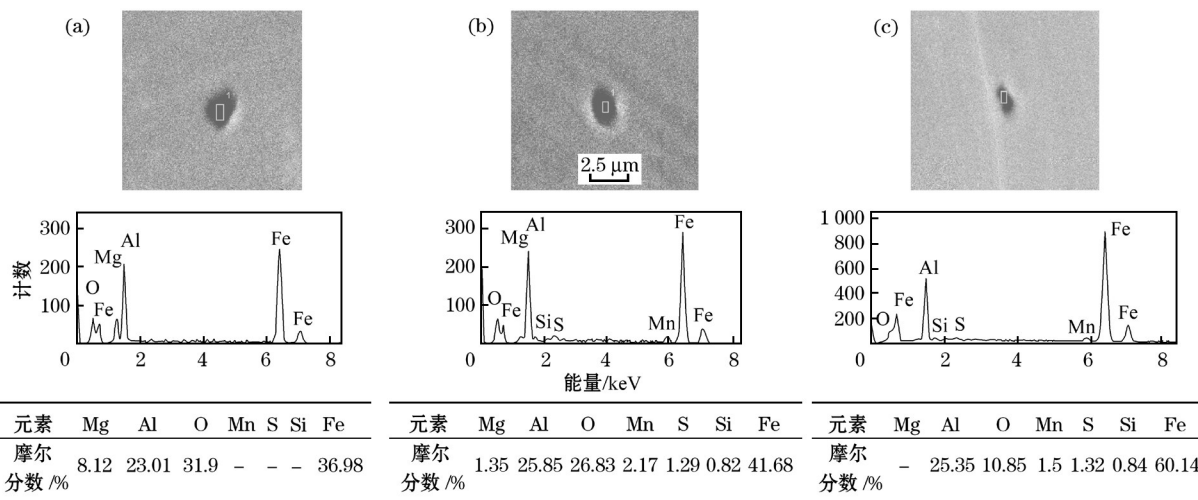 (a)
(b)
(c)
2.5 μm
300
200
100
计数
O
Fe
Mg
Al
Fe
Fe
0 2 4 6 8
300
200
100
O
Fe
Mg
Al
Si S
Mn
Fe
Fe
0 2 4 6 8
能量/keV
1 000
800
600
400
200
O
Fe
Al
Si S
Mn
Fe
Fe
0 2 4 6 8
元素 Mg Al O Mn S Si Fe
摩尔
分数/% 8.12 23.01 31.9 – – – 36.98
元素 Mg Al O Mn S Si Fe
摩尔
分数/% 1.35 25.85 26.83 2.17 1.29 0.82 41.68
元素 Mg Al O Mn S Si Fe
摩尔
分数/% – 25.35 10.85 1.5 1.32 0.84 60.14